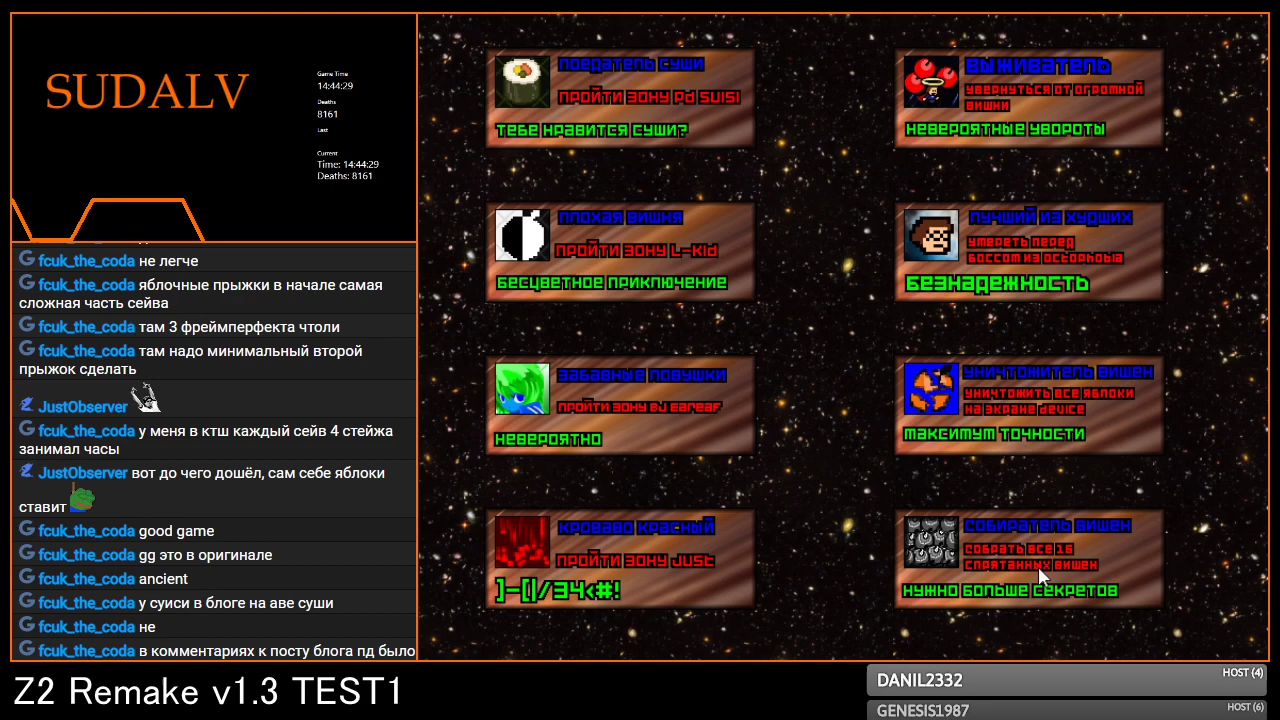 SUDALV
Game Time
14:44:29
Deaths
8161
Last
Current
Time: 14:44:29
Deaths: 8161
fcuk_the_coda не легче
fcuk_the_coda яблочные прыжки в начале самая
сложная часть сейва
fcuk_the_coda там 3 фреймперфекта чтоли
fcuk_the_coda там надо минимальный второй
прыжок сделать
JustObserver
fcuk_the_coda у меня в ктш каждый сейв 4 стейжа
занимал часы
JustObserver вот до чего дошёл, сам себе яблоки
ставит
fcuk_the_coda good game
fcuk_the_coda gg это в оригинале
fcuk_the_coda ancient
fcuk_the_coda у суиси в блоге на аве суши
fcuk_the_coda не
fcuk_the_coda в комментариях к посту блога пд было
поедатель суши
пройти зону Pd SUISI
тебе нравится суши?
выживатель
увернуться от огромной
вишни
невероятные увороты
плохая вишня
пройти зону L-Kid
бесцветное приключение
лучший из худших
умереть перед
боссом из octophobia
безнадежность
забавные ловушки
пройти зону BJ Eareaf
невероятно
уничтожитель вишен
уничтожить все яблоки
на экране device
максимум точности
кроваво красный
пройти зону Just
]-[|/34<#!
собиратель вишен
собрать все 16
спрятанных вишен
нужно больше секретов
Z2 Remake v1.3 TEST1
DANIL2332
HOST (4)
GENESIS1987
HOST (6)